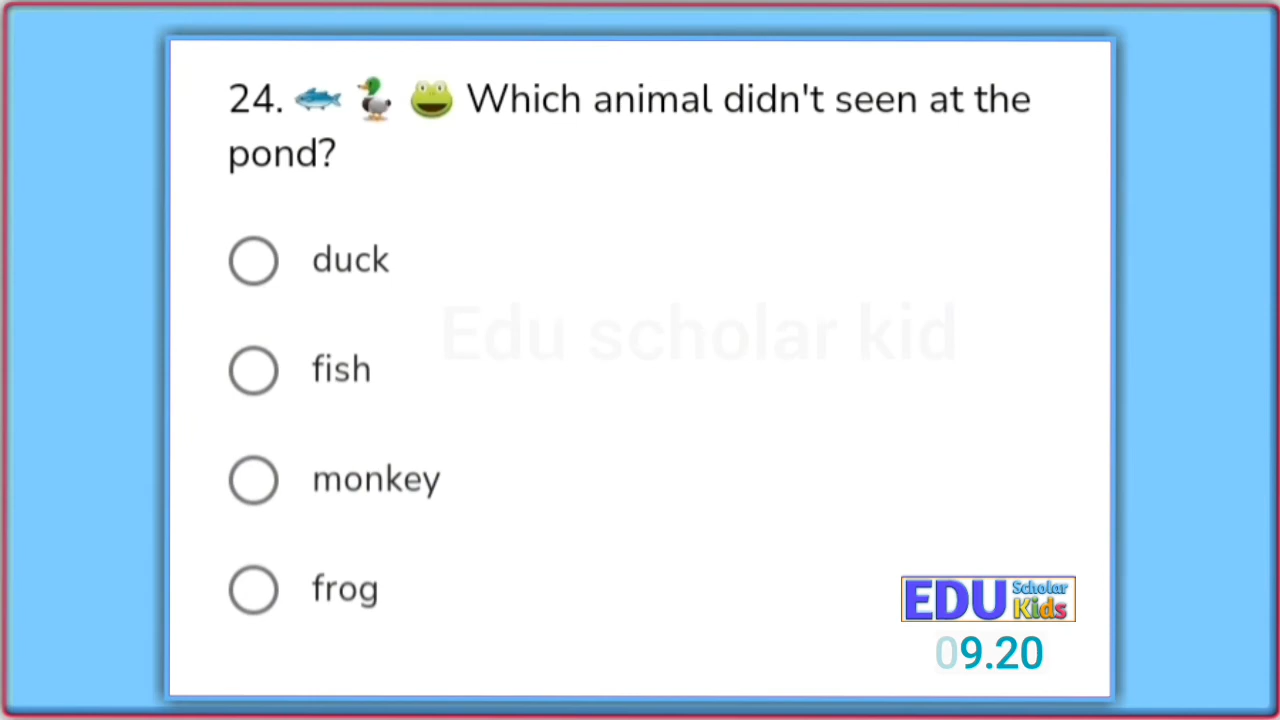 24. 🐟 🦆 🐸 Which animal didn't seen at the
pond?
duck
Edu scholar kid
fish
monkey
frog
EDU Scholar Kids
09.20